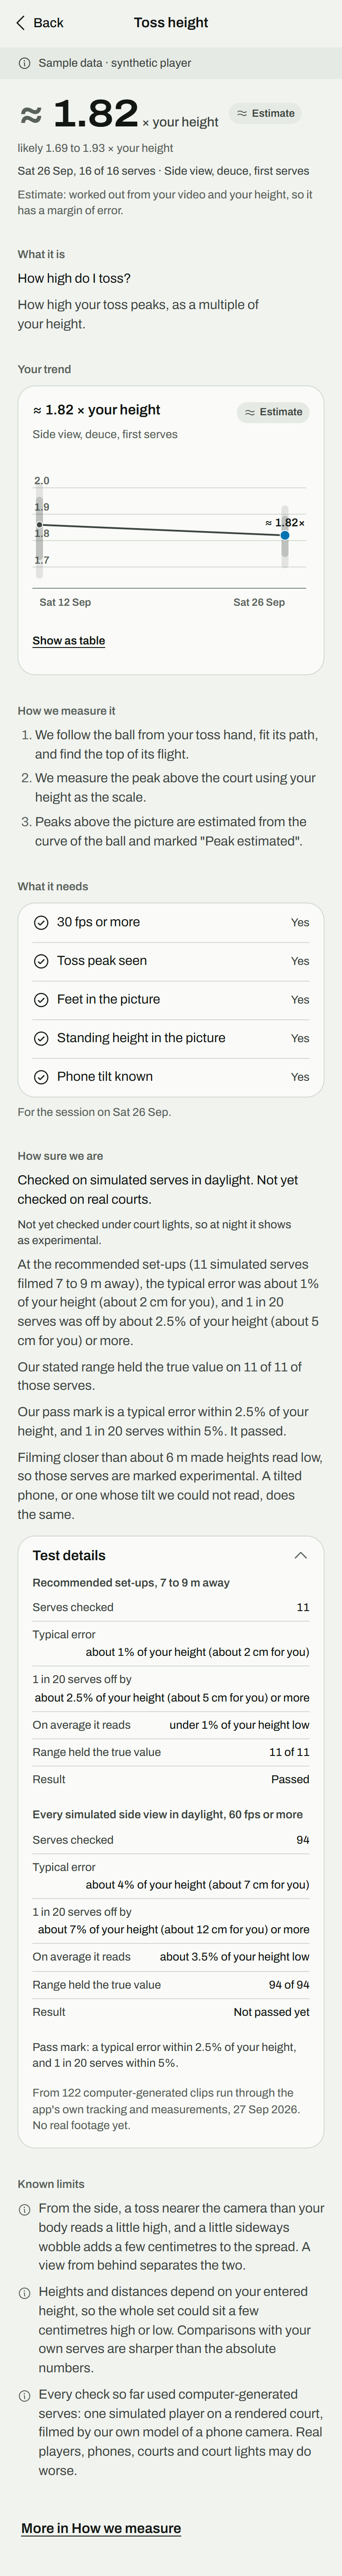 Back
Toss height
Sample data · synthetic player
≈ 1.82 × your height
≈ Estimate
likely 1.69 to 1.93 × your height
Sat 26 Sep, 16 of 16 serves · Side view, deuce, first serves
Estimate: worked out from your video and your height, so it
has a margin of error.
What it is
How high do I toss?
How high your toss peaks, as a multiple of
your height.
Your trend
≈ 1.82 × your height
≈ Estimate
Side view, deuce, first serves
2.0
1.9
≈ 1.82×
1.8
1.7
Sat 12 Sep
Sat 26 Sep
Show as table
How we measure it
1. We follow the ball from your toss hand, fit its path,
and find the top of its flight.
2. We measure the peak above the court using your
height as the scale.
3. Peaks above the picture are estimated from the
curve of the ball and marked "Peak estimated".
What it needs
30 fps or more Yes
Toss peak seen Yes
Feet in the picture Yes
Standing height in the picture Yes
Phone tilt known Yes
For the session on Sat 26 Sep.
How sure we are
Checked on simulated serves in daylight. Not yet
checked on real courts.
Not yet checked under court lights, so at night it shows
as experimental.
At the recommended set-ups (11 simulated serves
filmed 7 to 9 m away), the typical error was about 1%
of your height (about 2 cm for you), and 1 in 20
serves was off by about 2.5% of your height (about 5
cm for you) or more.
Our stated range held the true value on 11 of 11 of
those serves.
Our pass mark is a typical error within 2.5% of your
height, and 1 in 20 serves within 5%. It passed.
Filming closer than about 6 m made heights read low,
so those serves are marked experimental. A tilted
phone, or one whose tilt we could not read, does
the same.
Test details
Recommended set-ups, 7 to 9 m away
Serves checked 11
Typical error
about 1% of your height (about 2 cm for you)
1 in 20 serves off by
about 2.5% of your height (about 5 cm for you) or more
On average it reads under 1% of your height low
Range held the true value 11 of 11
Result Passed
Every simulated side view in daylight, 60 fps or more
Serves checked 94
Typical error
about 4% of your height (about 7 cm for you)
1 in 20 serves off by
about 7% of your height (about 12 cm for you) or more
On average it reads about 3.5% of your height low
Range held the true value 94 of 94
Result Not passed yet
Pass mark: a typical error within 2.5% of your height,
and 1 in 20 serves within 5%.
From 122 computer-generated clips run through the
app's own tracking and measurements, 27 Sep 2026.
No real footage yet.
Known limits
From the side, a toss nearer the camera than your
body reads a little high, and a little sideways
wobble adds a few centimetres to the spread. A
view from behind separates the two.
Heights and distances depend on your entered
height, so the whole set could sit a few
centimetres high or low. Comparisons with your
own serves are sharper than the absolute
numbers.
Every check so far used computer-generated
serves: one simulated player on a rendered court,
filmed by our own model of a phone camera. Real
players, phones, courts and court lights may do
worse.
More in How we measure